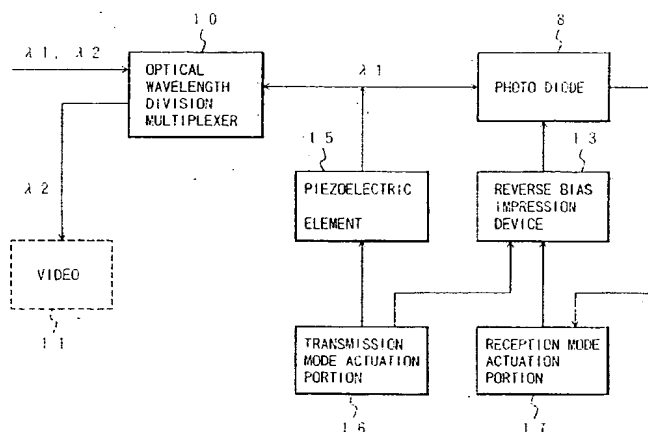 10
8
λ1, λ2
OPTICAL
WAVELENGTH
DIVISION
MULTIPLEXER
λ1
PHOTO DIODE
15
13
λ2
PIEZOELECTRIC
ELEMENT
REVERSE BIAS
IMPRESSION
DEVICE
VIDEO
11
TRANSMISSION
MODE ACTUATION
PORTION
RECEPTION MODE
ACTUATION
PORTION
16
17